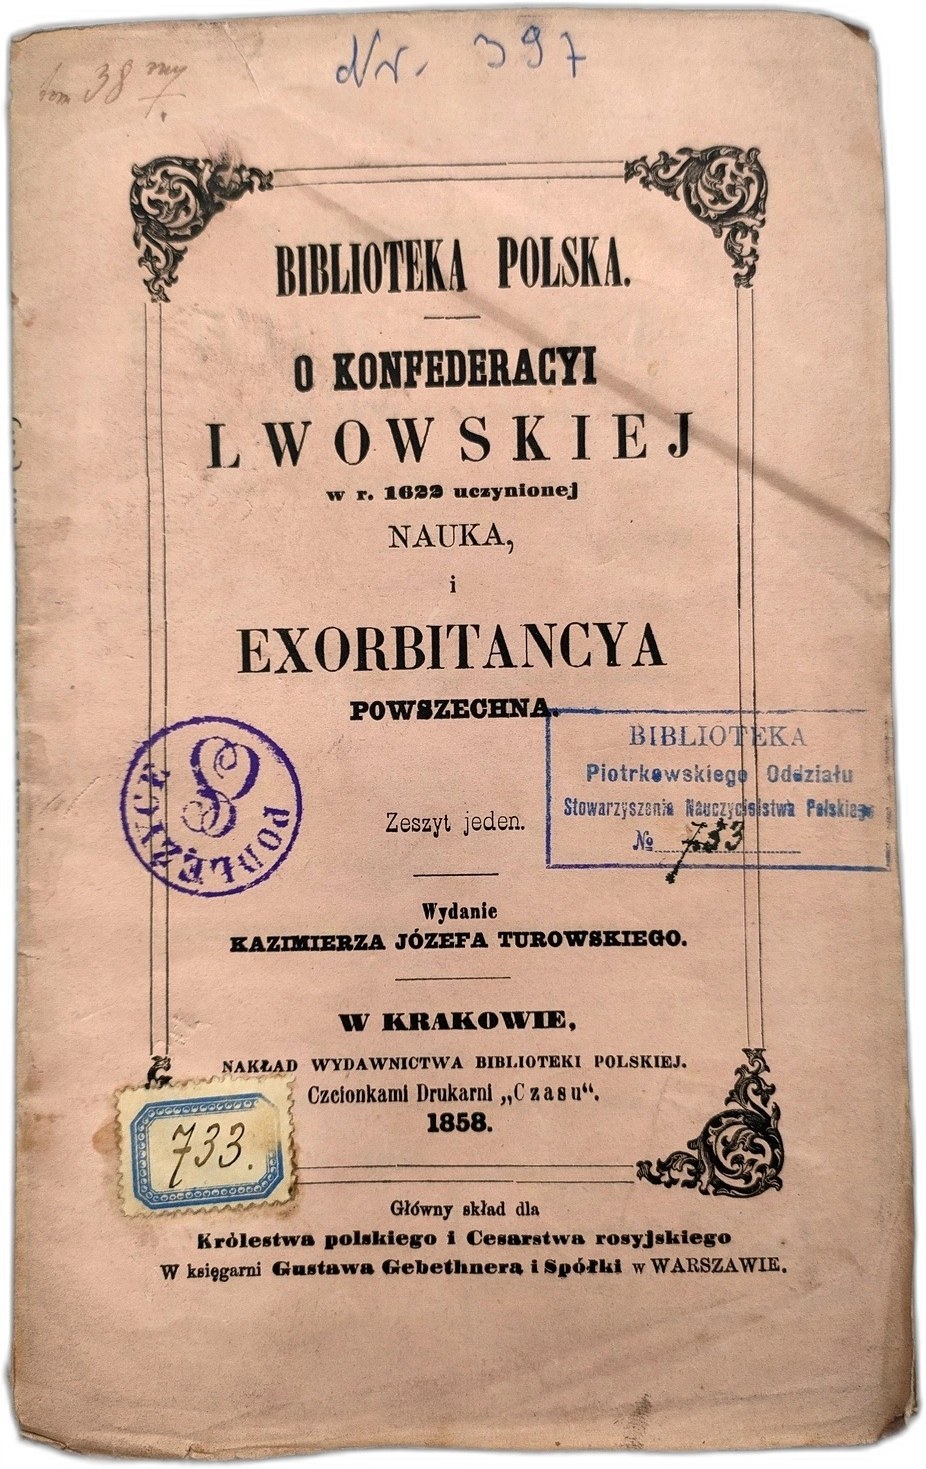 Nr. 397
38
BIBLIOTEKA POLSKA.
O KONFEDERACYI
LWOWSKIEJ
w r. 1622 uczynionej
NAUKA,
i
EXORBITANCYA
POWSZECHNA.
BIBLIOTEKA
Piotrkowskiego Oddziału
Stowarzyszenia Nauczycielstwa Polskiego
№ 733
PODŁĘŻYCE
Zeszyt jeden.
Wydanie
KAZIMIERZA JÓZEFA TUROWSKIEGO.
W KRAKOWIE,
NAKŁAD WYDAWNICTWA BIBLIOTEKI POLSKIEJ.
Czcionkami Drukarni „Czasu“.
1858.
733.
Główny skład dla
Królestwa polskiego i Cesarstwa rosyjskiego
W księgarni Gustawa Gebethnera i Spółki w WARSZAWIE.